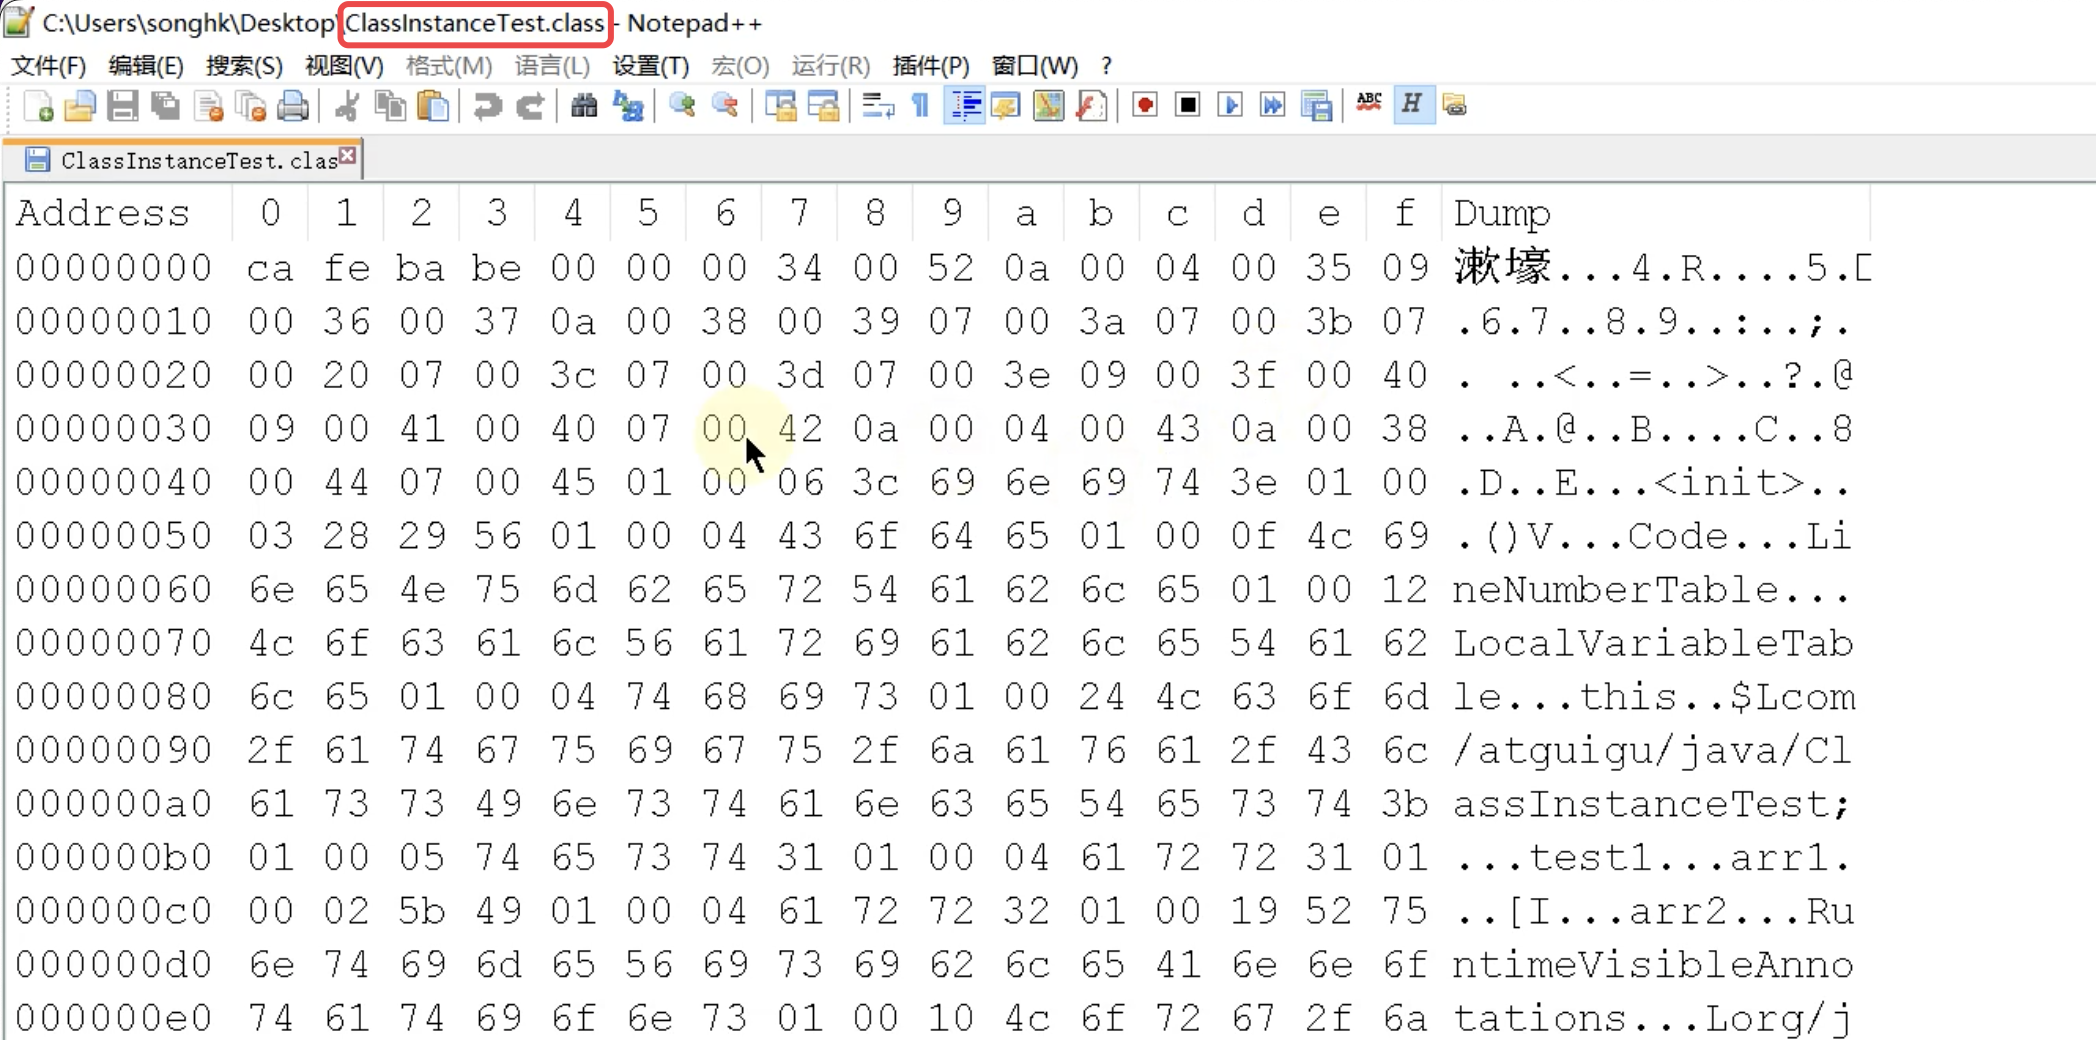 C:\Users\songhk\Desktop\ClassInstanceTest.class - Notepad++
文件(F) 编辑(E) 搜索(S) 视图(V) 格式(M) 语言(L) 设置(T) 宏(O) 运行(R) 插件(P) 窗口(W) ?
ABC H
ClassInstanceTest.clas
Address 0 1 2 3 4 5 6 7 8 9 a b c d e f Dump
00000000 ca fe ba be 00 00 00 34 00 52 0a 00 04 00 35 09 漱壕...4.R....5.□
00000010 00 36 00 37 0a 00 38 00 39 07 00 3a 07 00 3b 07 .6.7..8.9..:..;.
00000020 00 20 07 00 3c 07 00 3d 07 00 3e 09 00 3f 00 40 . ..<..=..>..?.@
00000030 09 00 41 00 40 07 00 42 0a 00 04 00 43 0a 00 38 ..A.@..B....C..8
00000040 00 44 07 00 45 01 00 06 3c 69 6e 69 74 3e 01 00 .D..E...<init>..
00000050 03 28 29 56 01 00 04 43 6f 64 65 01 00 0f 4c 69 .()V...Code...Li
00000060 6e 65 4e 75 6d 62 65 72 54 61 62 6c 65 01 00 12 neNumberTable...
00000070 4c 6f 63 61 6c 56 61 72 69 61 62 6c 65 54 61 62 LocalVariableTab
00000080 6c 65 01 00 04 74 68 69 73 01 00 24 4c 63 6f 6d le...this..$Lcom
00000090 2f 61 74 67 75 69 67 75 2f 6a 61 76 61 2f 43 6c /atguigu/java/Cl
000000a0 61 73 73 49 6e 73 74 61 6e 63 65 54 65 73 74 3b assInstanceTest;
000000b0 01 00 05 74 65 73 74 31 01 00 04 61 72 72 31 01 ...test1...arr1.
000000c0 00 02 5b 49 01 00 04 61 72 72 32 01 00 19 52 75 ..[I...arr2...Ru
000000d0 6e 74 69 6d 65 56 69 73 69 62 6c 65 41 6e 6e 6f ntimeVisibleAnno
000000e0 74 61 74 69 6f 6e 73 01 00 10 4c 6f 72 67 2f 6a tations...Lorg/j